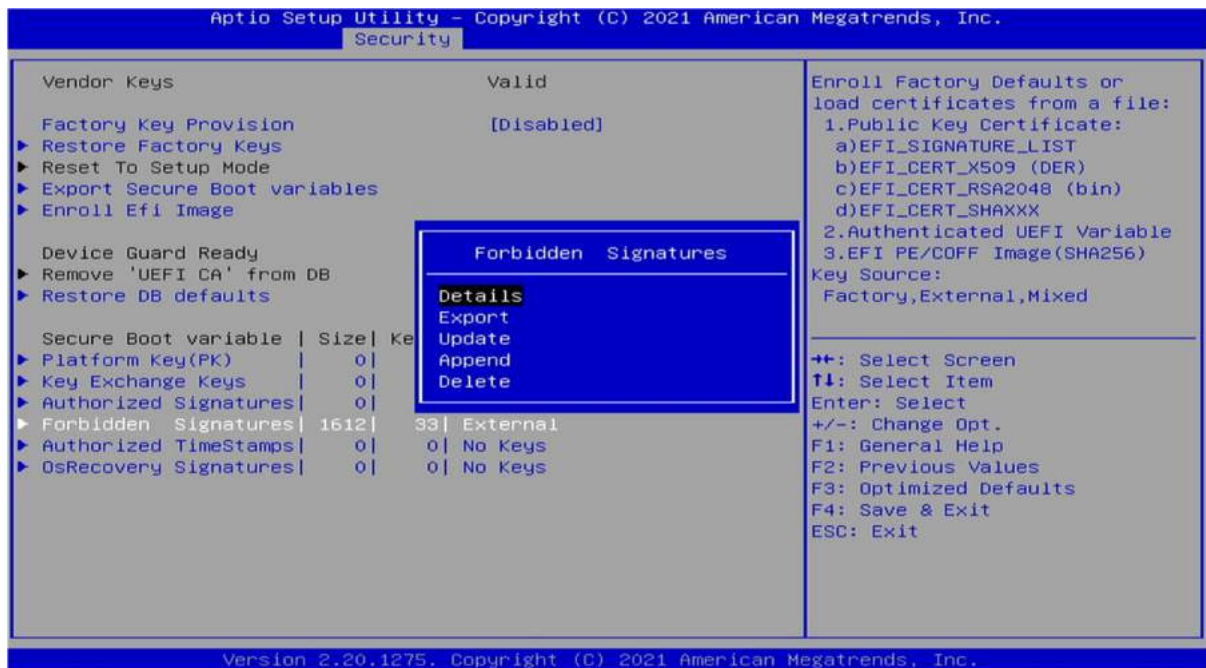 Aptio Setup Utility – Copyright (C) 2021 American Megatrends, Inc.
Security
Vendor Keys Valid
Factory Key Provision [Disabled]
Restore Factory Keys
Reset To Setup Mode
Export Secure Boot variables
Enroll Efi Image
Device Guard Ready
Remove 'UEFI CA' from DB
Restore DB defaults
Secure Boot variable | Size| Ke
Platform Key(PK) | 0|
Key Exchange Keys | 0|
Authorized Signatures| 0|
Forbidden Signatures| 1612| 33| External
Authorized TimeStamps| 0| 0| No Keys
OsRecovery Signatures| 0| 0| No Keys
Forbidden Signatures
Details
Export
Update
Append
Delete
Enroll Factory Defaults or
load certificates from a file:
1.Public Key Certificate:
a)EFI_SIGNATURE_LIST
b)EFI_CERT_X509 (DER)
c)EFI_CERT_RSA2048 (bin)
d)EFI_CERT_SHAXXX
2.Authenticated UEFI Variable
3.EFI PE/COFF Image(SHA256)
Key Source:
Factory,External,Mixed
→←: Select Screen
↑↓: Select Item
Enter: Select
+/-: Change Opt.
F1: General Help
F2: Previous Values
F3: Optimized Defaults
F4: Save & Exit
ESC: Exit
Version 2.20.1275. Copyright (C) 2021 American Megatrends, Inc.